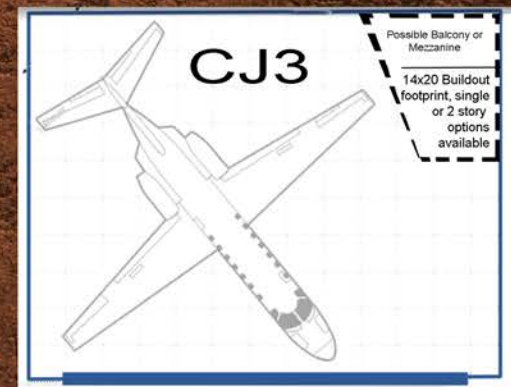 CJ3
Possible Balcony or
Mezzanine
14x20 Buildout
footprint, single
or 2 story
options
available